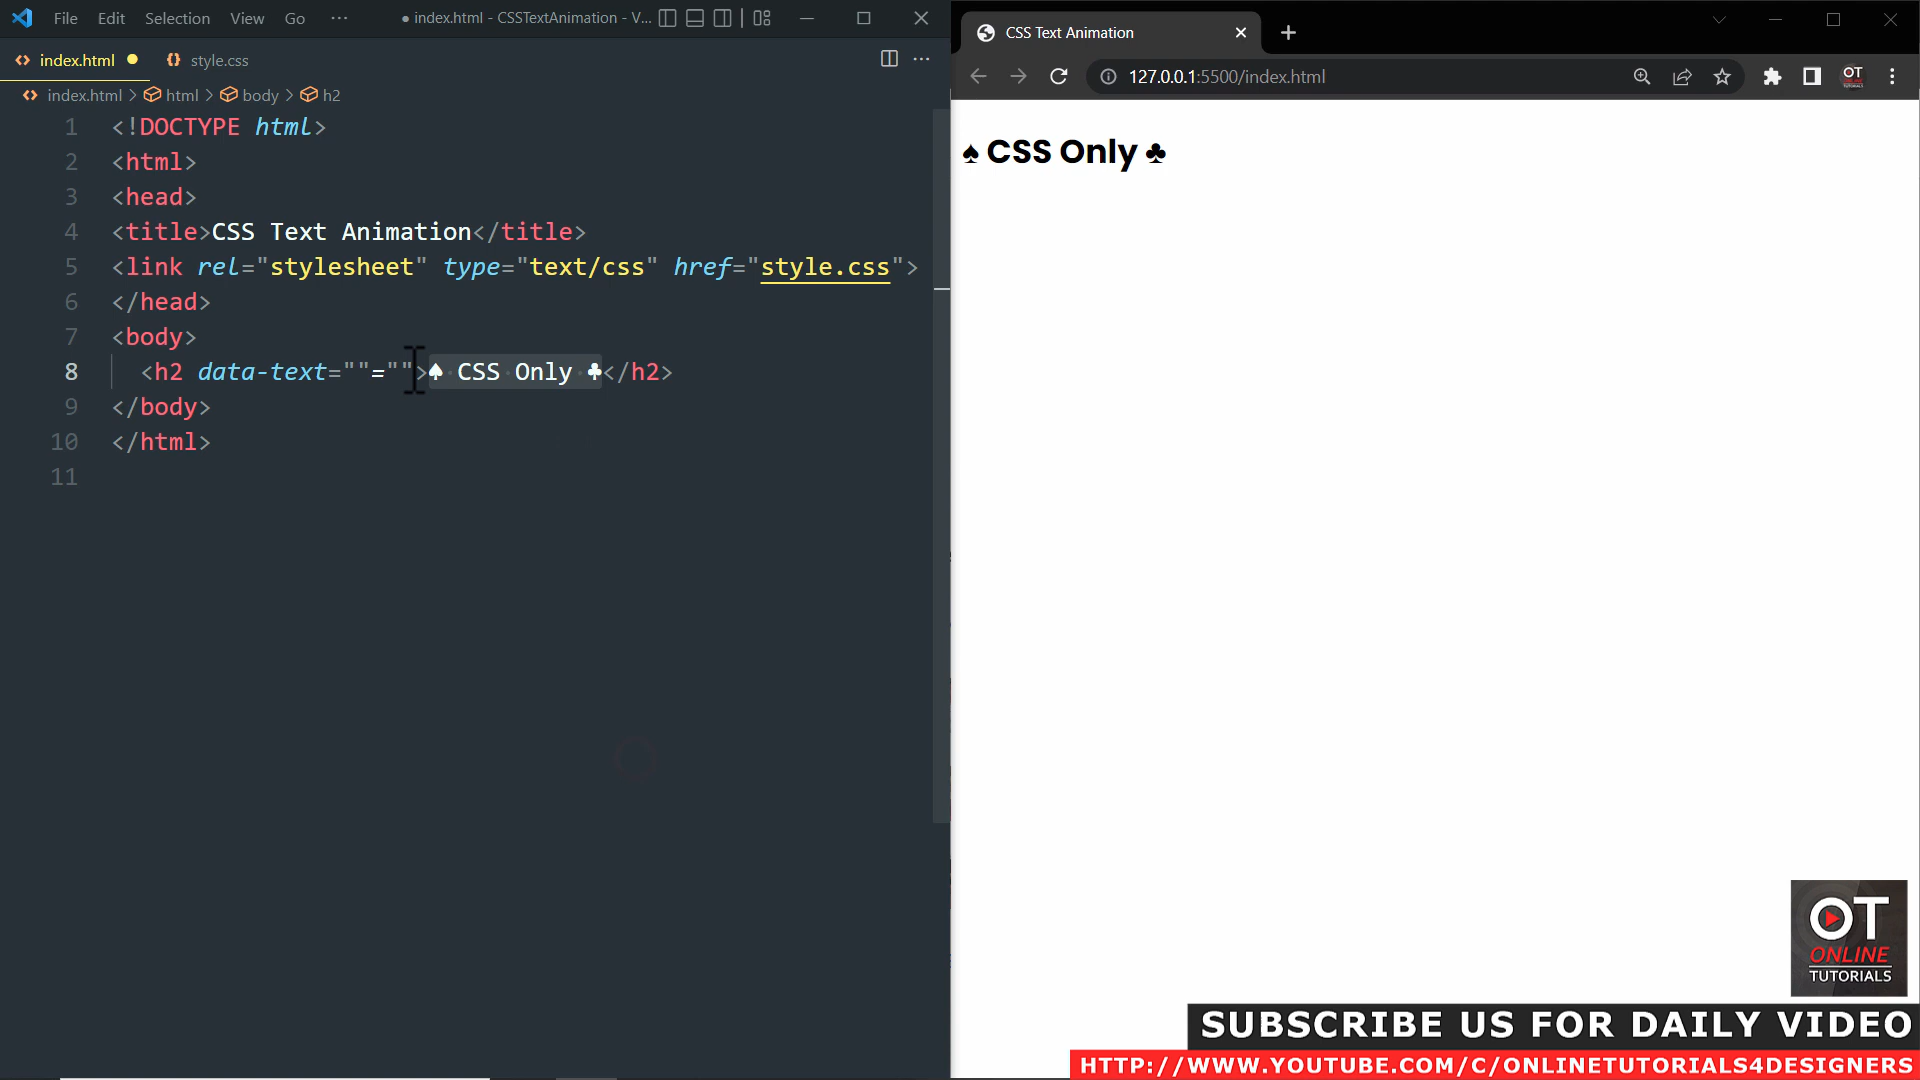 File Edit Selection View Go ··· ● index.html - CSSTextAnimation - V...
index.html ● style.css ···
index.html > html > body > h2
1 <!DOCTYPE html>
2 <html>
3 <head>
4 <title>CSS Text Animation</title>
5 <link rel="stylesheet" type="text/css" href="style.css">
6 </head>
7 <body>
8 <h2 data-text=""="">♠ CSS Only ♣</h2>
9 </body>
10 </html>
11
CSS Text Animation
127.0.0.1:5500/index.html
♠ CSS Only ♣
OT
ONLINE
TUTORIALS
SUBSCRIBE US FOR DAILY VIDEO
HTTP://WWW.YOUTUBE.COM/C/ONLINETUTORIALS4DESIGNERS